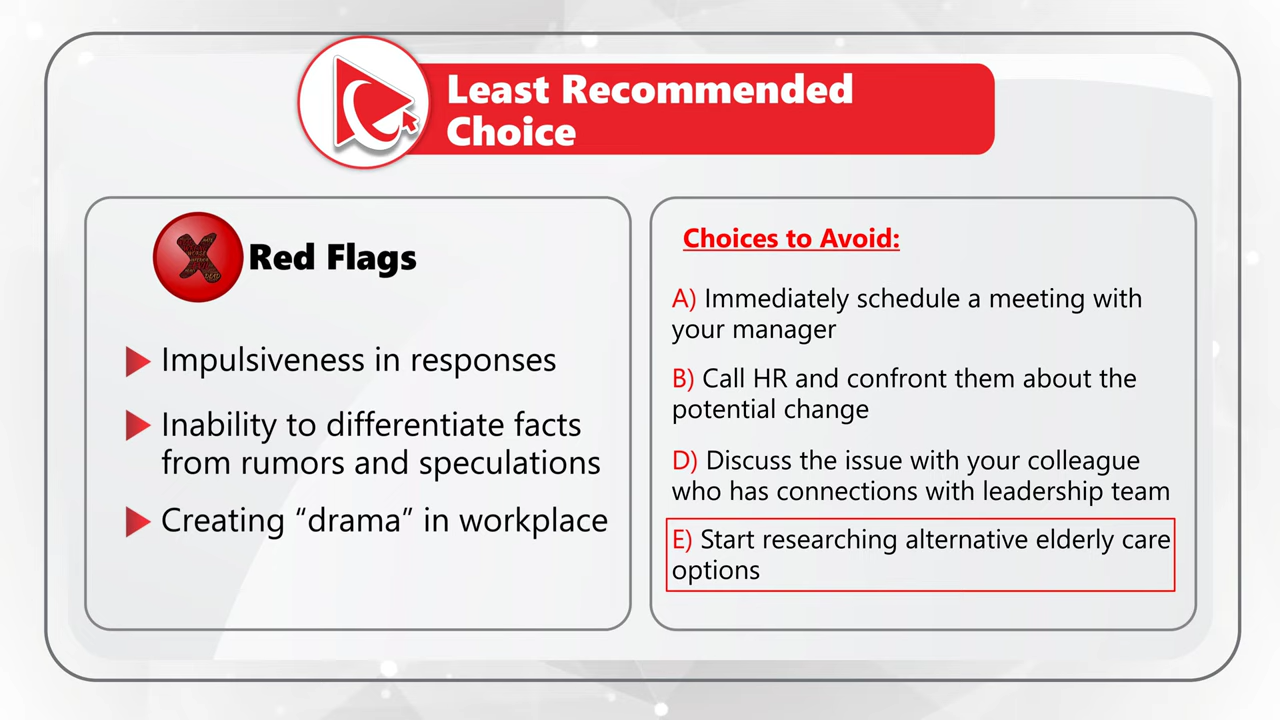 Least Recommended
Choice
Red Flags
Impulsiveness in responses
Inability to differentiate facts
from rumors and speculations
Creating “drama” in workplace
Choices to Avoid:
A) Immediately schedule a meeting with
your manager
B) Call HR and confront them about the
potential change
D) Discuss the issue with your colleague
who has connections with leadership team
E) Start researching alternative elderly care
options